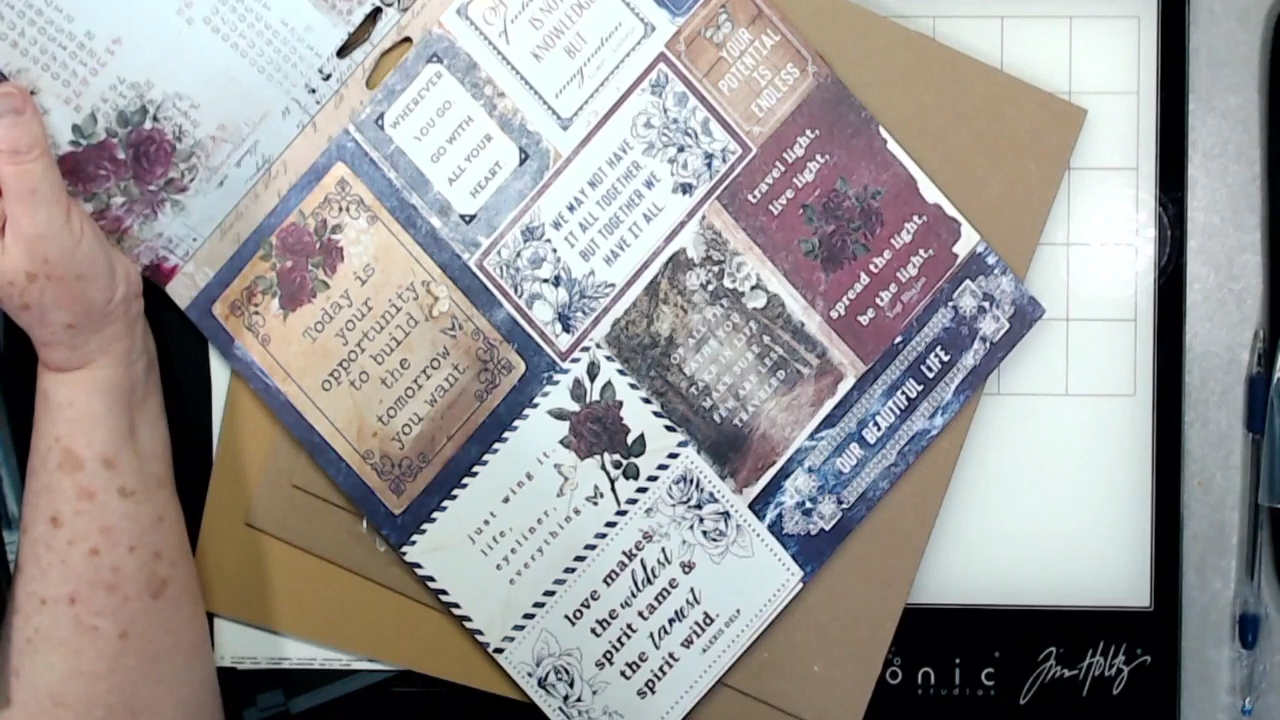 IS NOT
KNOWLEDGE
BUT
imagination
YOUR
POTENTIAL
IS
ENDLESS
WHEREVER
YOU GO.
GO WITH
ALL YOUR
HEART
WE MAY NOT HAVE
IT ALL TOGETHER,
BUT TOGETHER WE
HAVE IT ALL.
travel light,
live light,
spread the light,
be the light,
Today is
your
opportunity
to build
the
tomorrow
you want.
OUR BEAUTIFUL LIFE
just wing it.
life,
eyeliner,
everything
love makes
the wildest
spirit tame &
the tamest
spirit wild.
-ALEXIS DELP
TRAVELED.
onic
studios
Tim Holtz